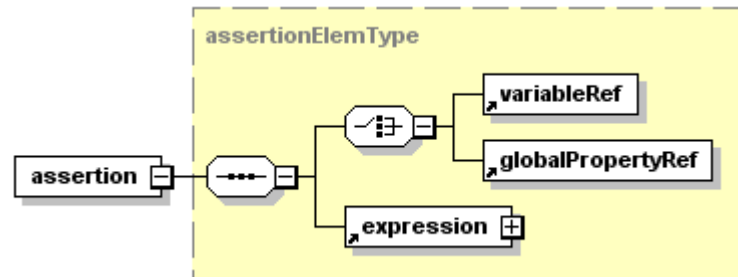 assertionElemType
variableRef
globalPropertyRef
assertion
expression